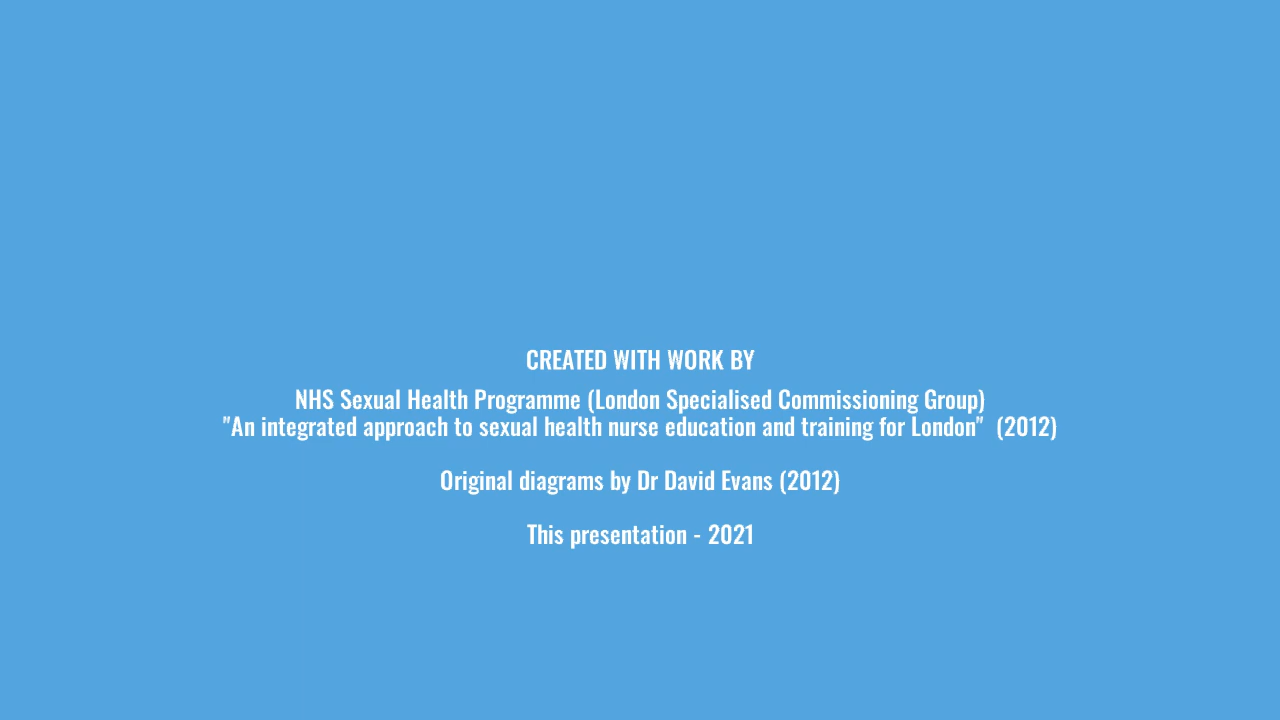 CREATED WITH WORK BY
NHS Sexual Health Programme (London Specialised Commissioning Group)
"An integrated approach to sexual health nurse education and training for London"  (2012)
Original diagrams by Dr David Evans (2012)
This presentation - 2021